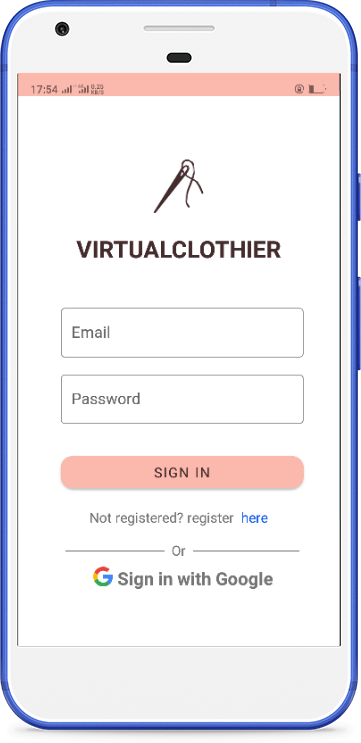 17:54 0.20 KB/S
VIRTUALCLOTHIER
Email
Password
SIGN IN
Not registered? register here
Or
Sign in with Google